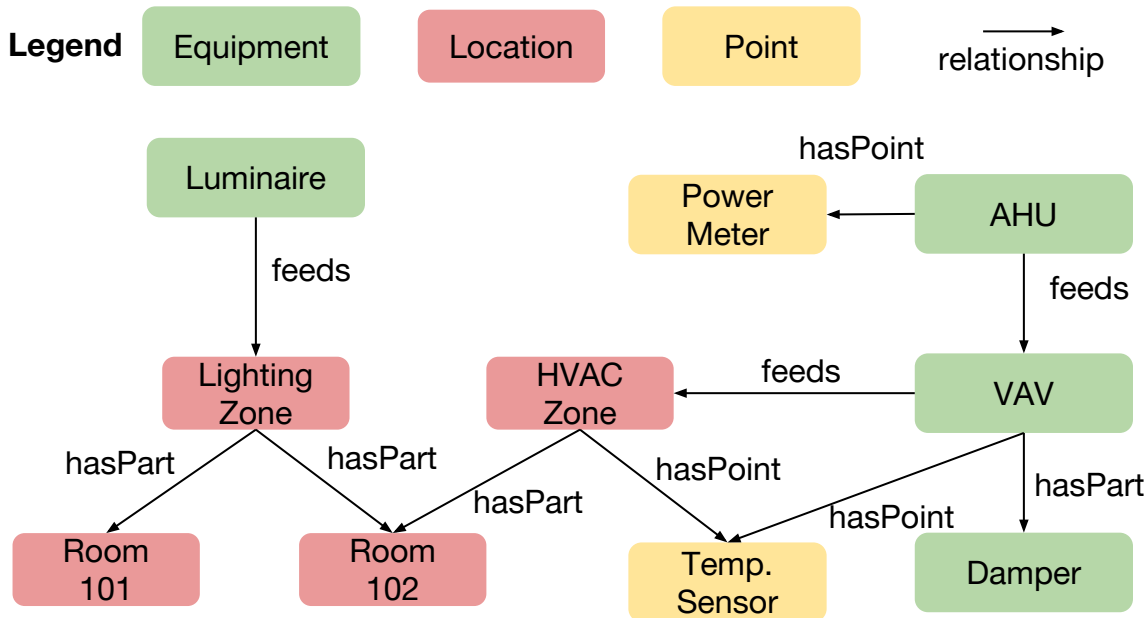 Legend
Equipment
Location
Point
relationship
Luminaire
hasPoint
Power
Meter
AHU
feeds
feeds
Lighting
Zone
HVAC
Zone
feeds
VAV
hasPart
hasPart
hasPart
hasPoint
hasPoint
hasPart
Room
101
Room
102
Temp.
Sensor
Damper